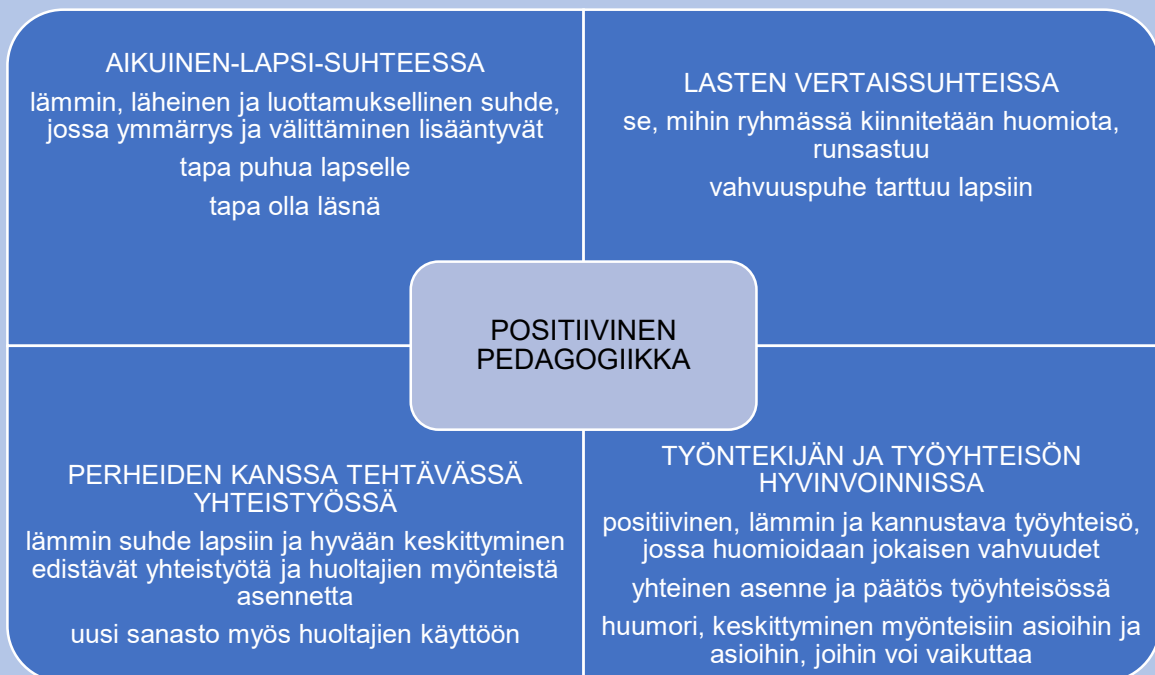 AIKUINEN-LAPSI-SUHTEESSA
lämmin, läheinen ja luottamuksellinen suhde,
jossa ymmärrys ja välittäminen lisääntyvät
tapa puhua lapselle
tapa olla läsnä
LASTEN VERTAISSUHTEISSA
se, mihin ryhmässä kiinnitetään huomiota,
runsastuu
vahvuuspuhe tarttuu lapsiin
POSITIIVINEN
PEDAGOGIIKKA
PERHEIDEN KANSSA TEHTÄVÄSSÄ
YHTEISTYÖSSÄ
lämmin suhde lapsiin ja hyvään keskittyminen
edistävät yhteistyötä ja huoltajien myönteistä
asennetta
uusi sanasto myös huoltajien käyttöön
TYÖNTEKIJÄN JA TYÖYHTEISÖN
HYVINVOINNISSA
positiivinen, lämmin ja kannustava työyhteisö,
jossa huomioidaan jokaisen vahvuudet
yhteinen asenne ja päätös työyhteisössä
huumori, keskittyminen myönteisiin asioihin ja
asioihin, joihin voi vaikuttaa